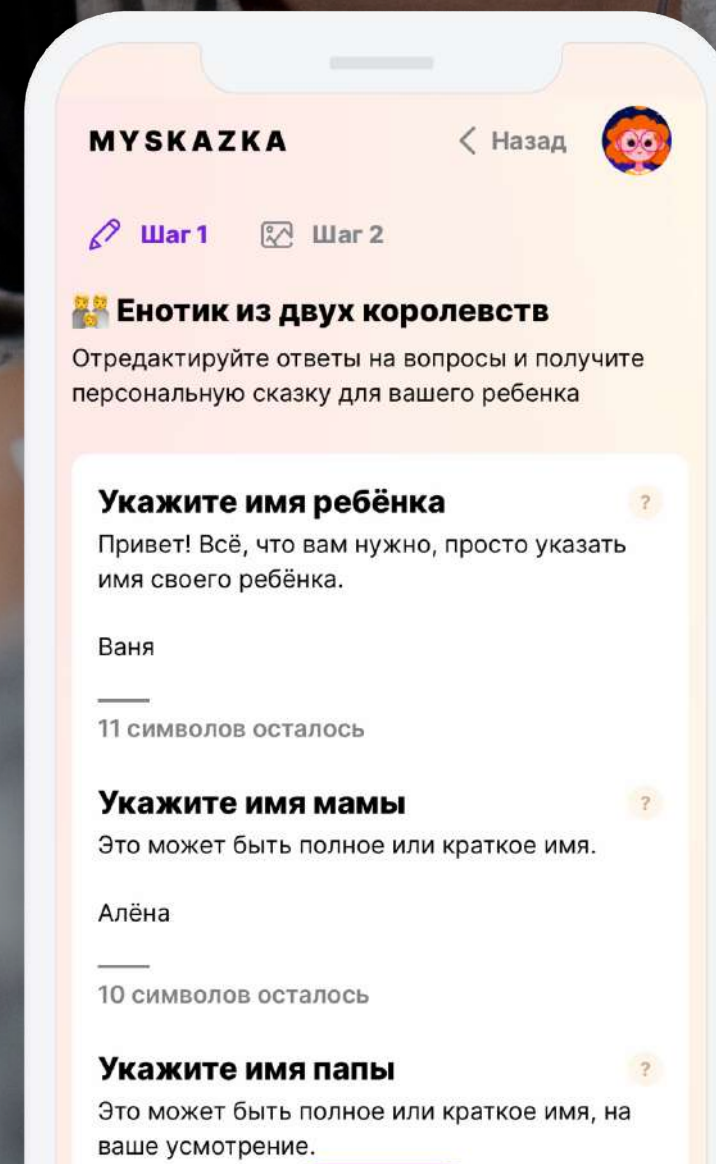 MYSKAZKA
Назад
Шаг 1
Шаг 2
Енотик из двух королевств
Отредактируйте ответы на вопросы и получите
персональную сказку для вашего ребенка
Укажите имя ребёнка
?
Привет! Всё, что вам нужно, просто указать
имя своего ребёнка.
Ваня
11 символов осталось
Укажите имя мамы
?
Это может быть полное или краткое имя.
Алёна
10 символов осталось
Укажите имя папы
?
Это может быть полное или краткое имя, на
ваше усмотрение.